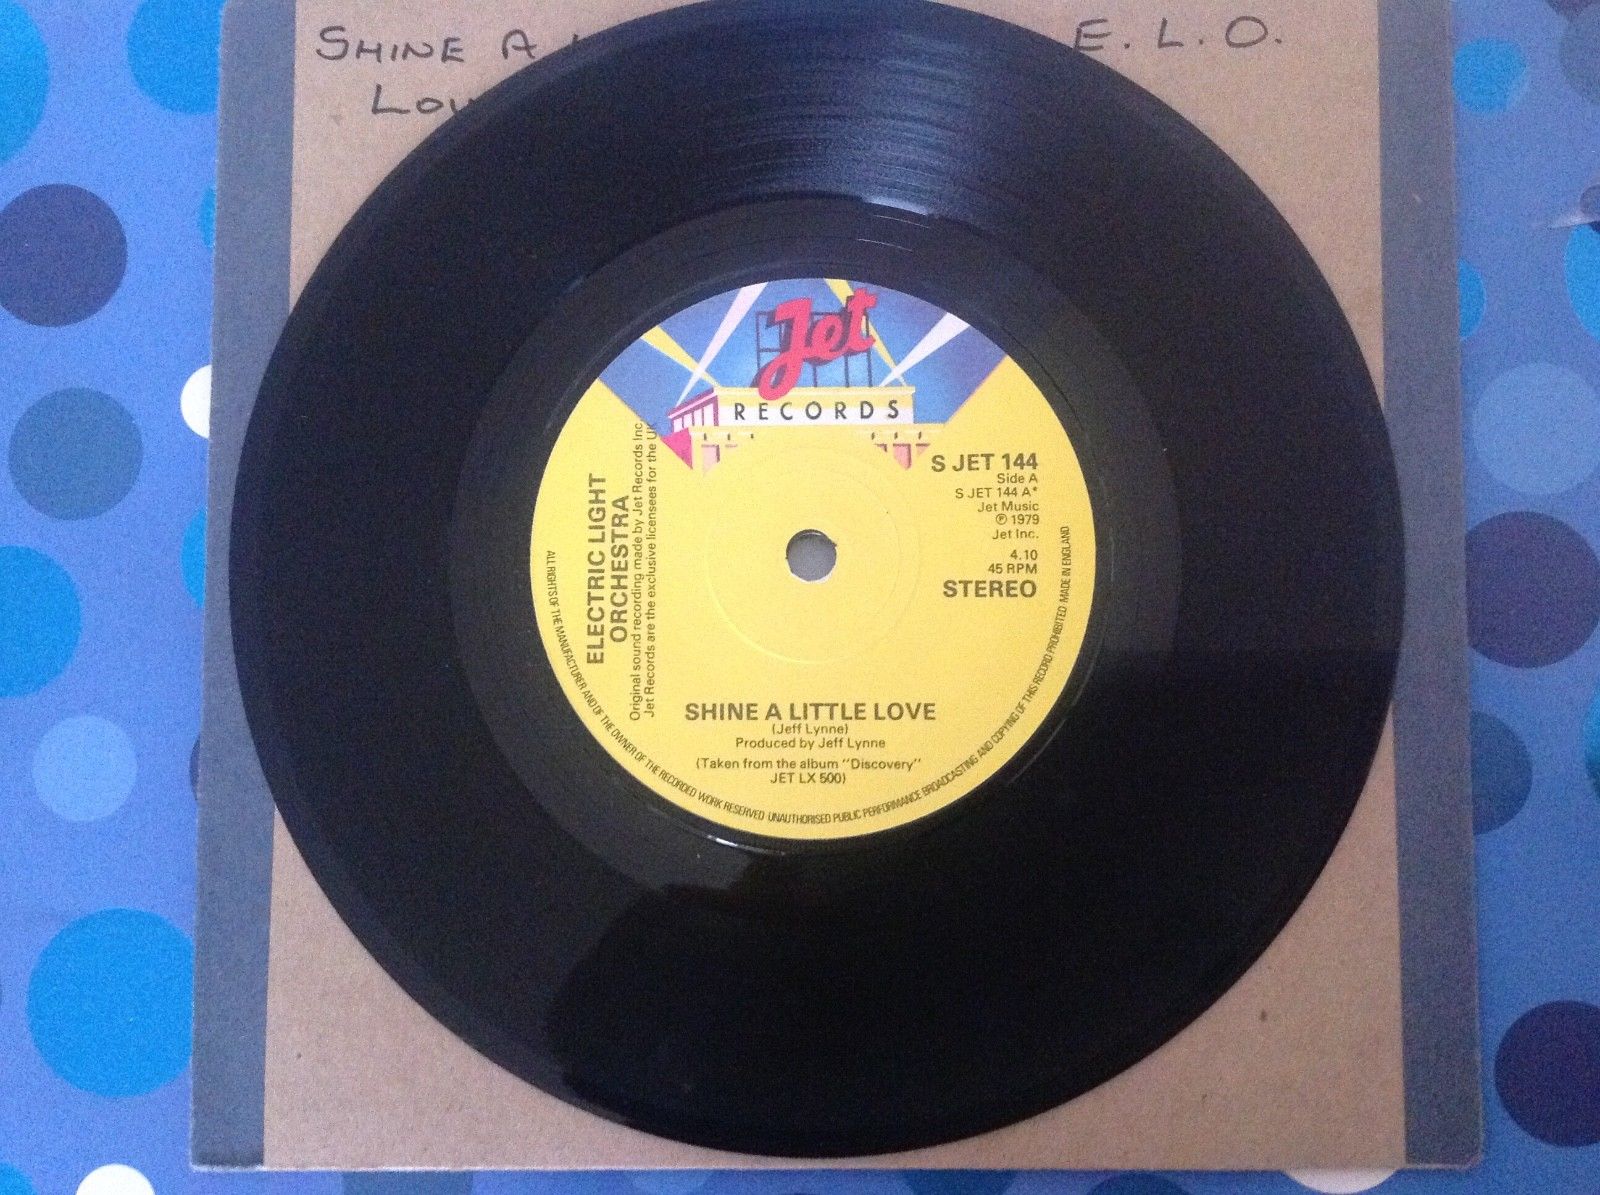 SHINE A
E. L. O.
Jet
RECORDS
S JET 144
Side A
S JET 144 A*
Jet Music
℗ 1979
Jet Inc.
4.10
45 RPM
STEREO
ELECTRIC LIGHT
ORCHESTRA
Original sound recording made by Jet Records Inc
Jet Records are the exclusive licensees for the UK
SHINE A LITTLE LOVE
(Jeff Lynne)
Produced by Jeff Lynne
(Taken from the album "Discovery"
JET LX 500)
ALL RIGHTS OF THE MANUFACTURER AND OF THE OWNER OF THE RECORDED WORK RESERVED UNAUTHORISED PUBLIC PERFORMANCE BROADCASTING AND COPYING OF THIS RECORD PROHIBITED MADE IN ENGLAND